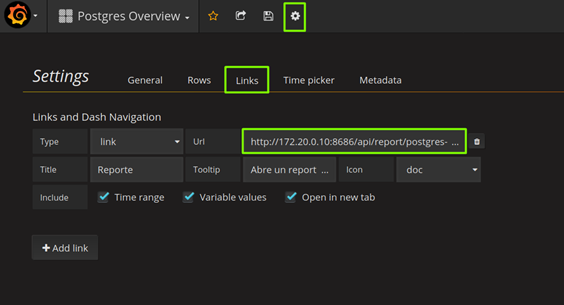 Postgres Overview
Settings General Rows Links Time picker Metadata
Links and Dash Navigation
Type link Url http://172.20.0.10:8686/api/report/postgres- ...
Title Reporte Tooltip Abre un report ... Icon doc
Include Time range Variable values Open in new tab
+ Add link